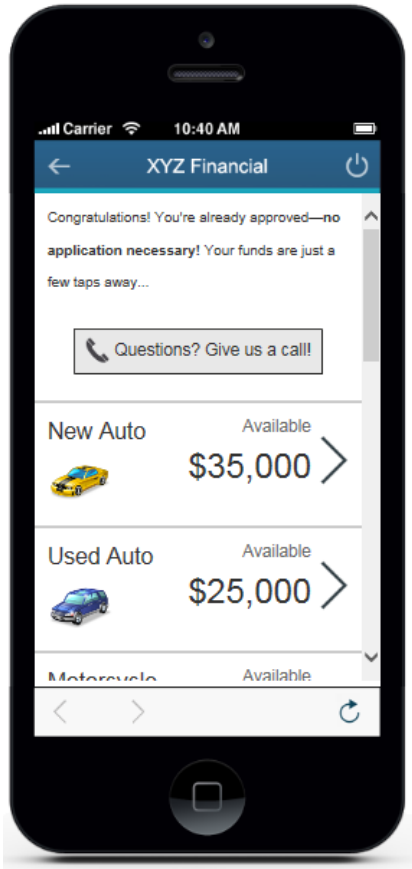 Carrier 10:40 AM
XYZ Financial
Congratulations! You're already approved—no
application necessary! Your funds are just a
few taps away...
Questions? Give us a call!
New Auto
Available
$35,000
Used Auto
Available
$25,000
Motorcycle
Available